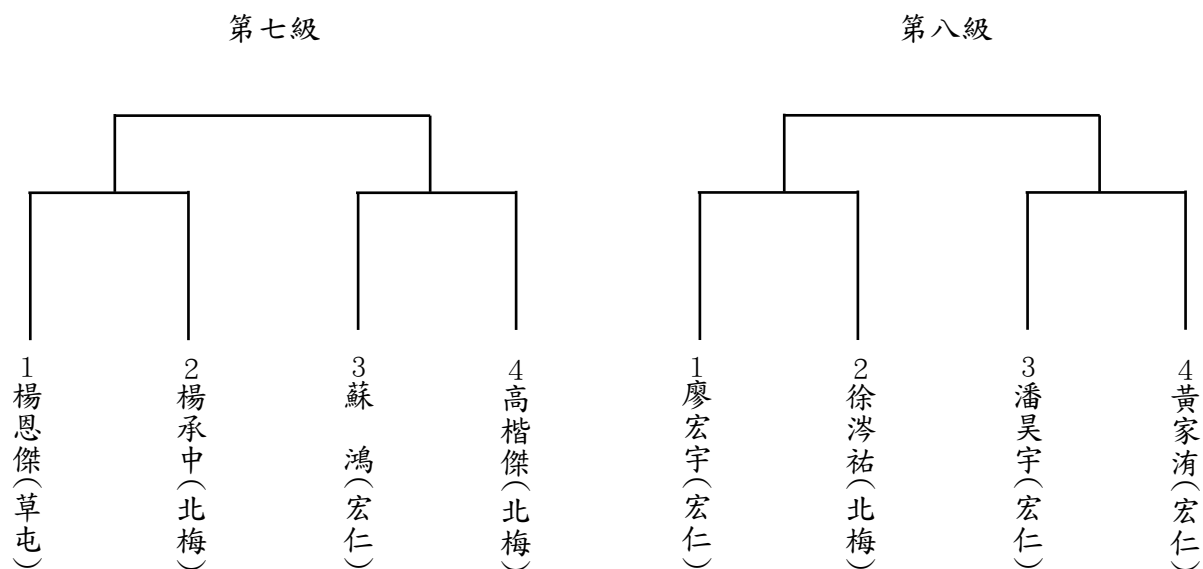 第七級
第八級
1楊恩傑(草屯)
2楊承中(北梅)
3蘇　鴻(宏仁)
4高楷傑(北梅)
1廖宏宇(宏仁)
2徐涔祐(北梅)
3潘昊宇(宏仁)
4黃家洧(宏仁)